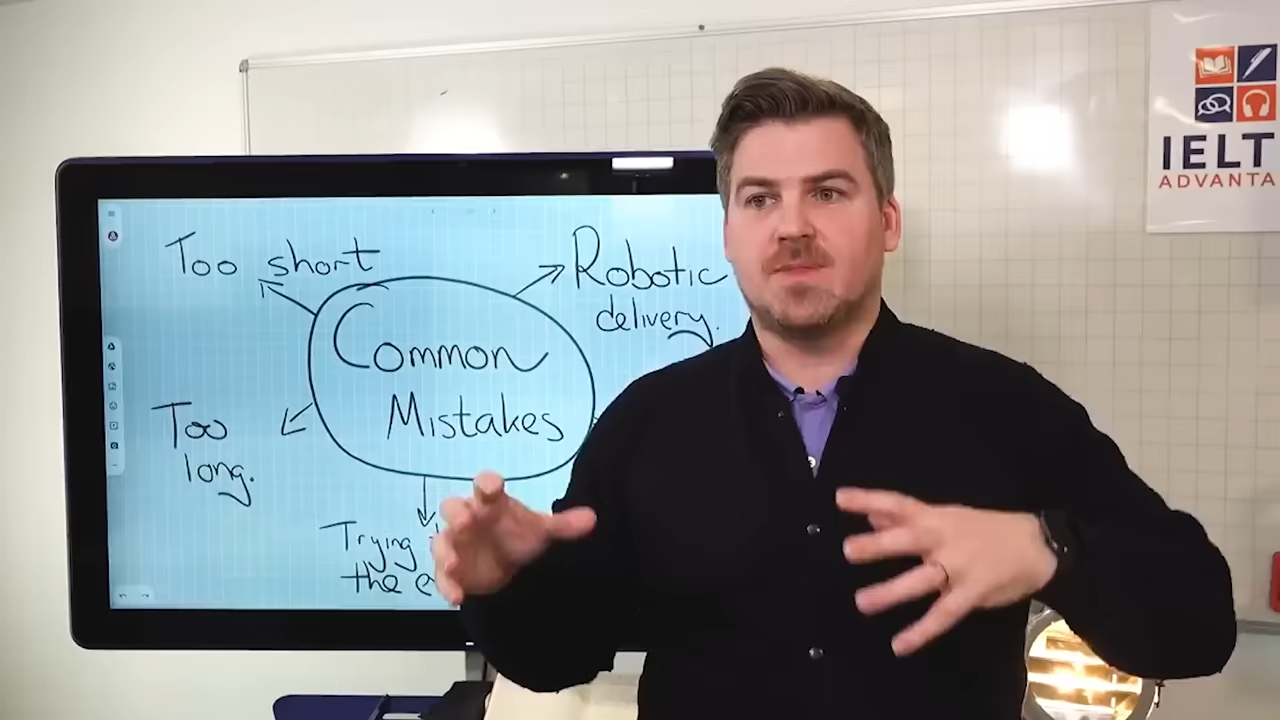 Too short
Robotic
delivery.
Common
Mistakes
Too
long.
Trying
the
IELT
ADVANTA